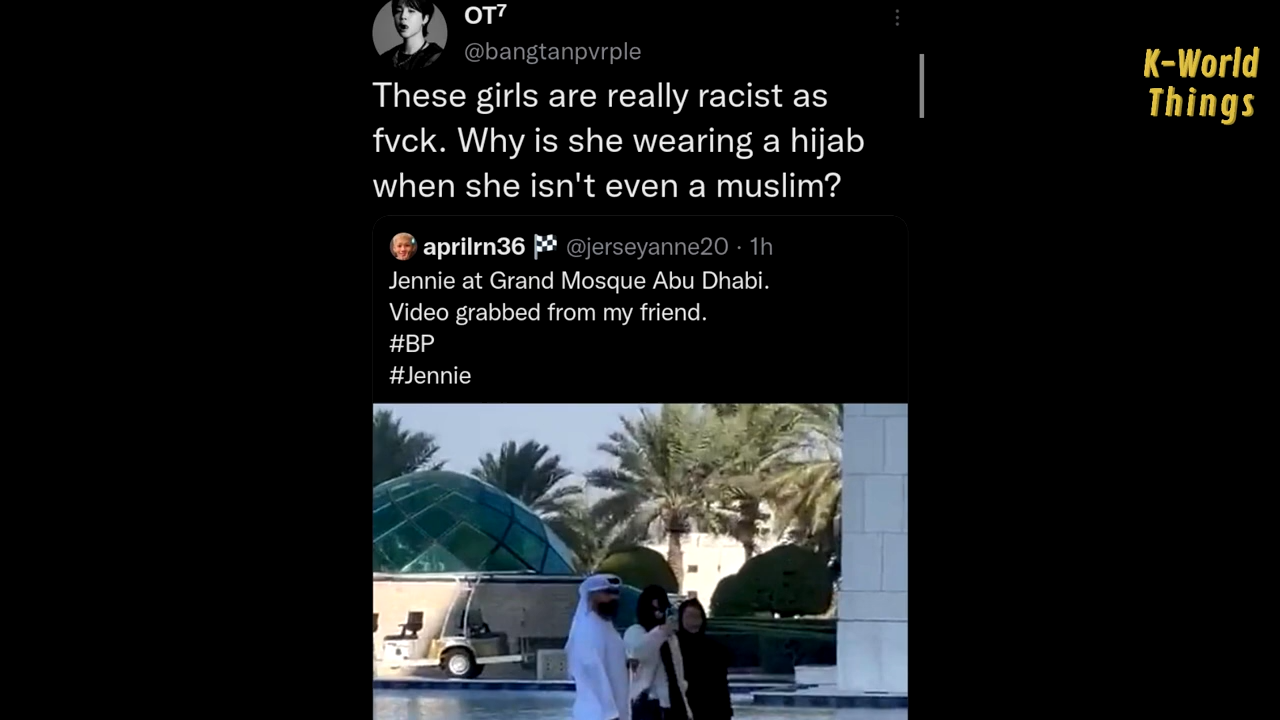 OT⁷
@bangtanpvrple
These girls are really racist as
fvck. Why is she wearing a hijab
when she isn't even a muslim?
aprilrn36 🏁 @jerseyanne20 · 1h
Jennie at Grand Mosque Abu Dhabi.
Video grabbed from my friend.
#BP
#Jennie
K-World
Things